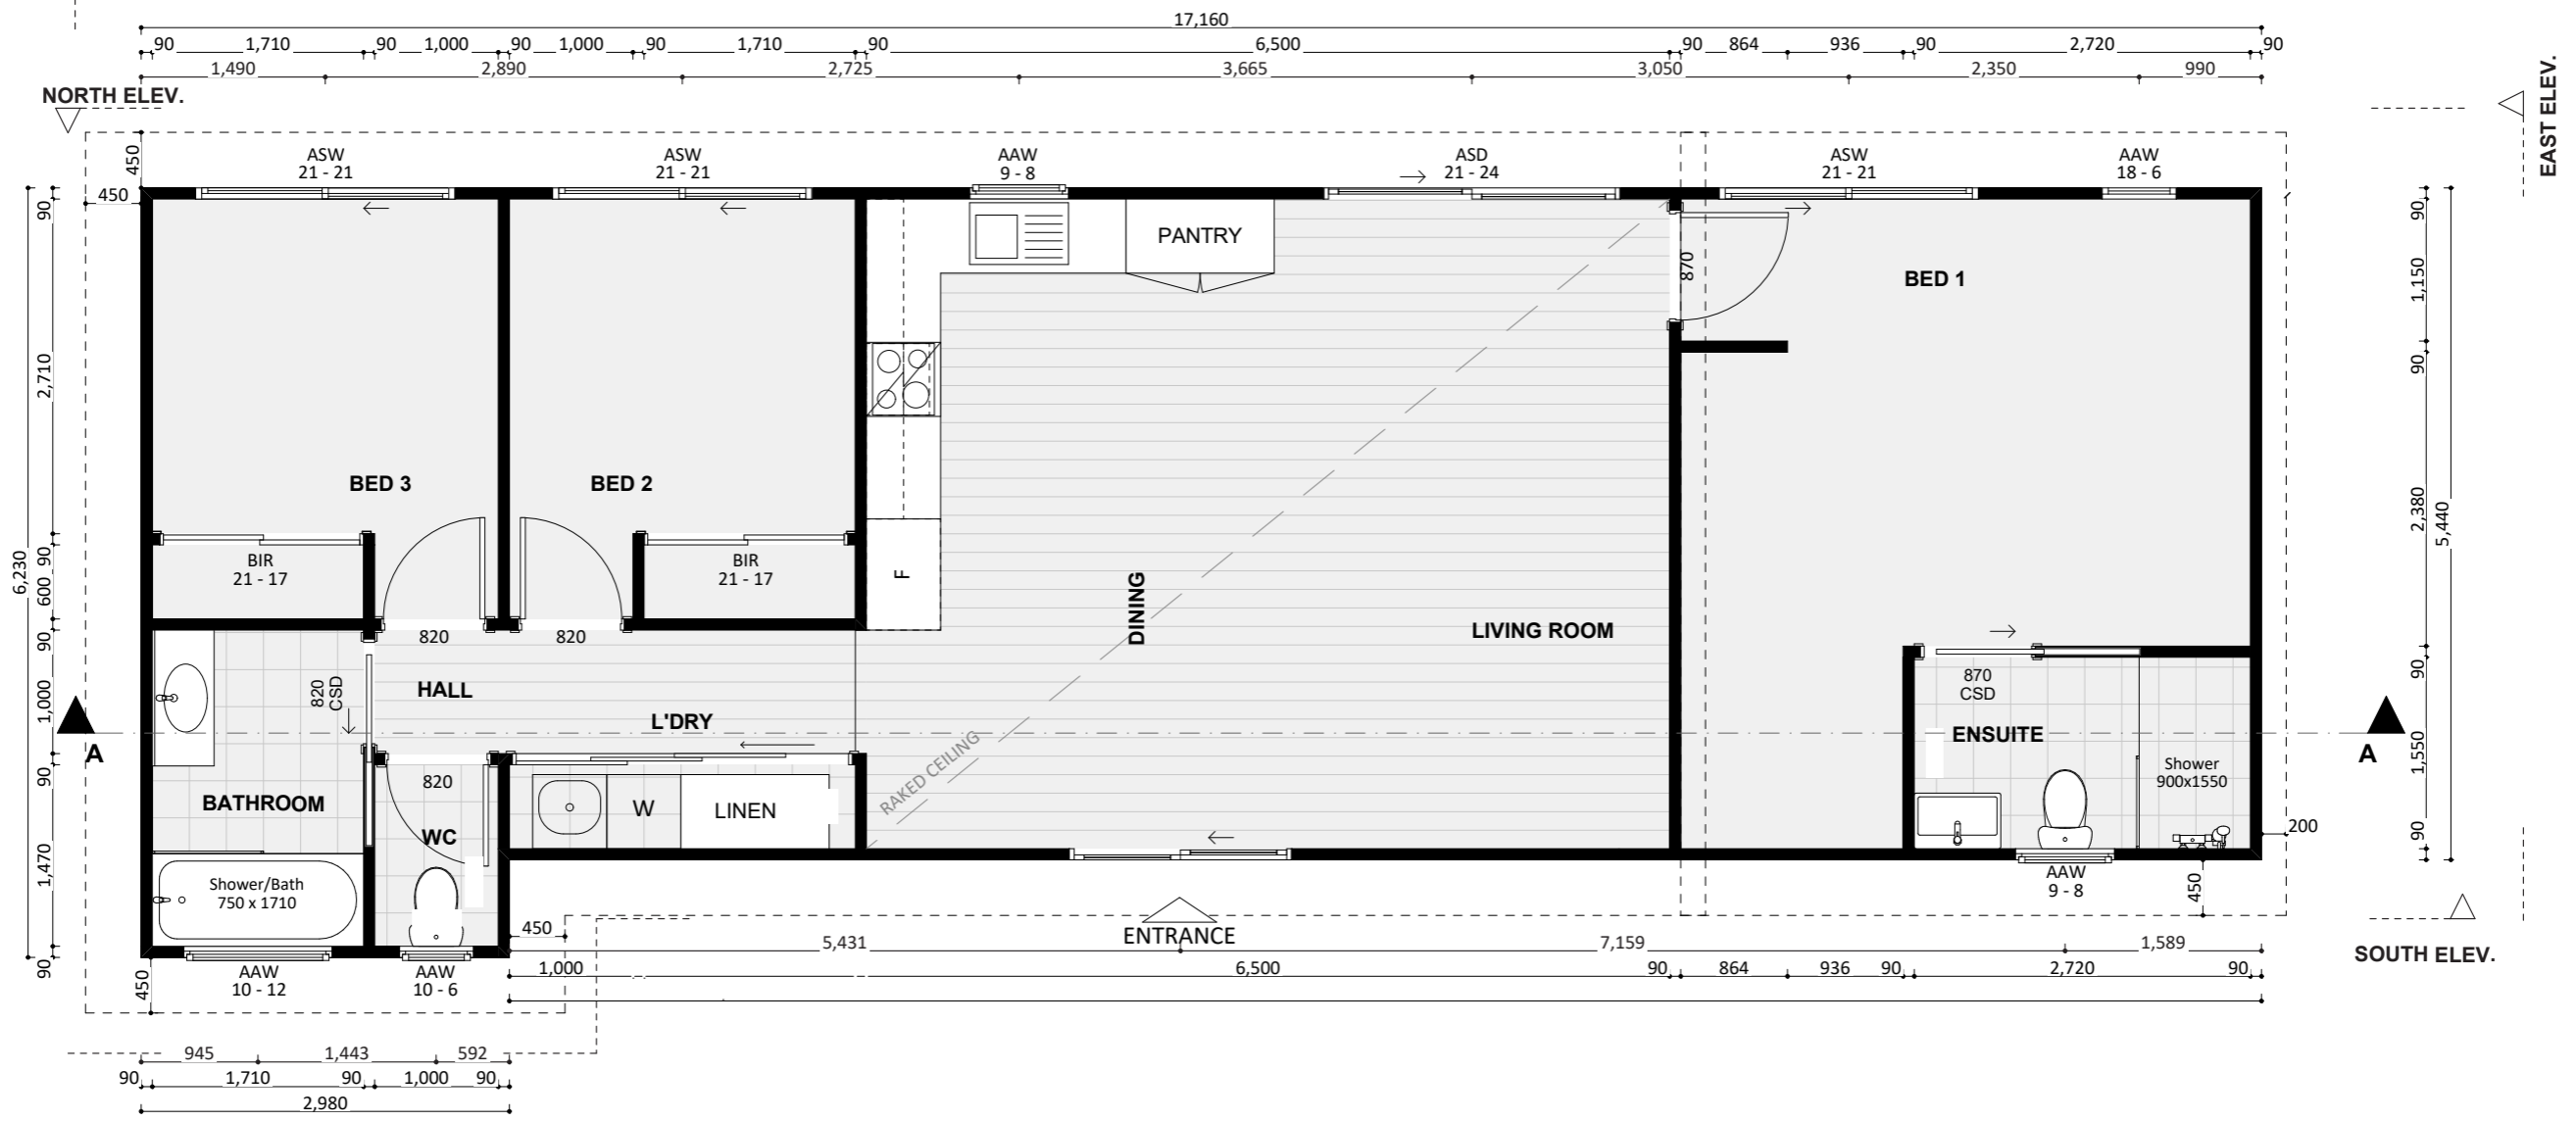 17,160
90 1,710 90 1,000 90 1,000 90 1,710 90 6,500 90 864 936 90 2,720 90
1,490 2,890 2,725 3,665 3,050 2,350 990
NORTH ELEV.
EAST ELEV.
450
450
ASW
21 - 21
ASW
21 - 21
AAW
9 - 8
ASD
21 - 24
ASW
21 - 21
AAW
18 - 6
PANTRY
870
BED 1
BED 3
BED 2
BIR
21 - 17
BIR
21 - 17
F
DINING
LIVING ROOM
820
820
820
CSD
HALL
L'DRY
RAKED CEILING
870
CSD
ENSUITE
Shower
900x1550
A
A
BATHROOM
820
WC
W
LINEN
Shower/Bath
750 x 1710
6,230
90
2,710
90
600
90
1,000
90
1,470
90
90
1,150
90
2,380
90
1,550
90
5,440
200
450
AAW
9 - 8
450
ENTRANCE
SOUTH ELEV.
AAW
10 - 12
AAW
10 - 6
450
5,431 7,159 1,589
1,000 6,500 90 864 936 90 2,720 90
945 1,443 592
90 1,710 90 1,000 90
2,980